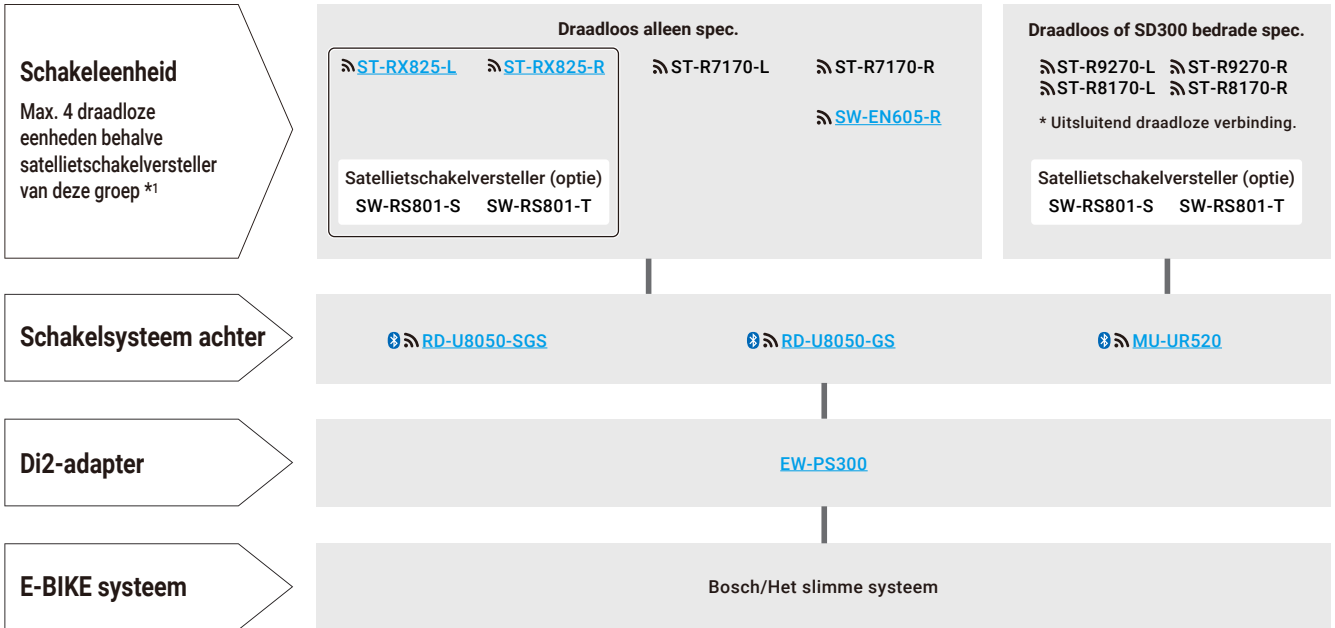 Schakeleenheid
Max. 4 draadloze
eenheden behalve
satellietschakelversteller
van deze groep *1
Draadloos alleen spec.
ST-RX825-L ST-RX825-R ST-R7170-L ST-R7170-R
SW-EN605-R
Satellietschakelversteller (optie)
SW-RS801-S SW-RS801-T
Draadloos of SD300 bedrade spec.
ST-R9270-L ST-R9270-R
ST-R8170-L ST-R8170-R
* Uitsluitend draadloze verbinding.
Satellietschakelversteller (optie)
SW-RS801-S SW-RS801-T
Schakelsysteem achter
RD-U8050-SGS RD-U8050-GS MU-UR520
Di2-adapter
EW-PS300
E-BIKE systeem
Bosch/Het slimme systeem